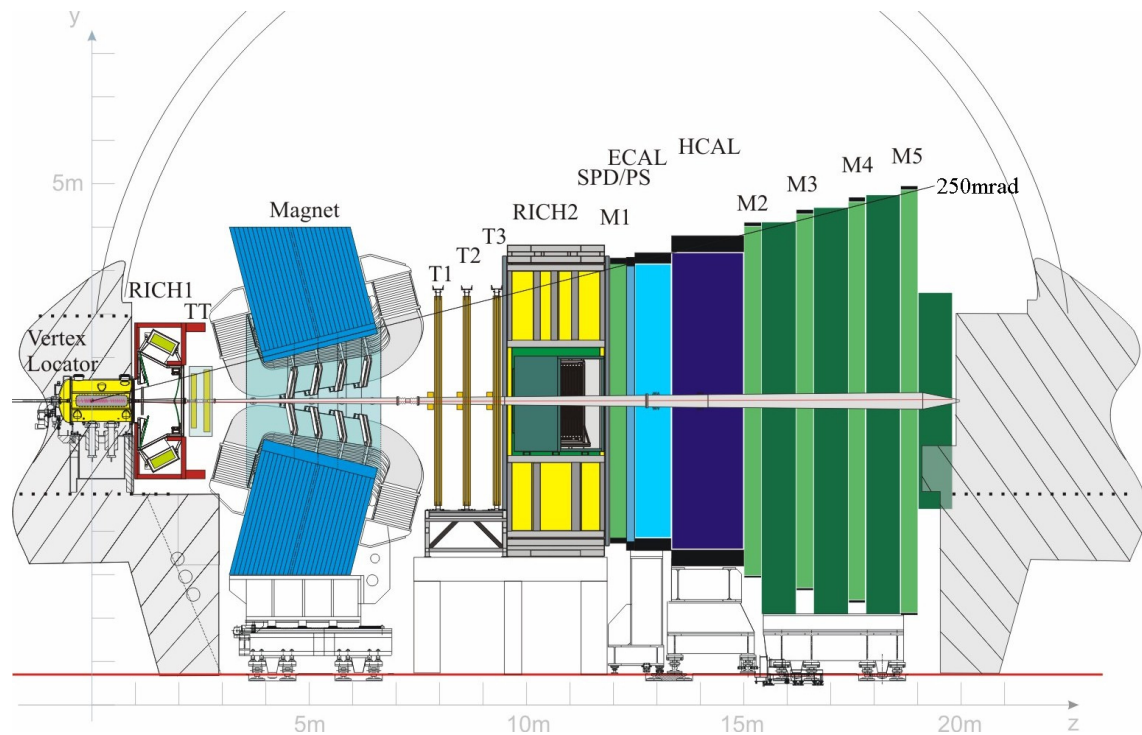 y
5m
Vertex
Locator
RICH1
TT
Magnet
T1
T2
T3
RICH2
M1
SPD/PS
ECAL
HCAL
M2
M3
M4
M5
250mrad
5m
10m
15m
20m
z